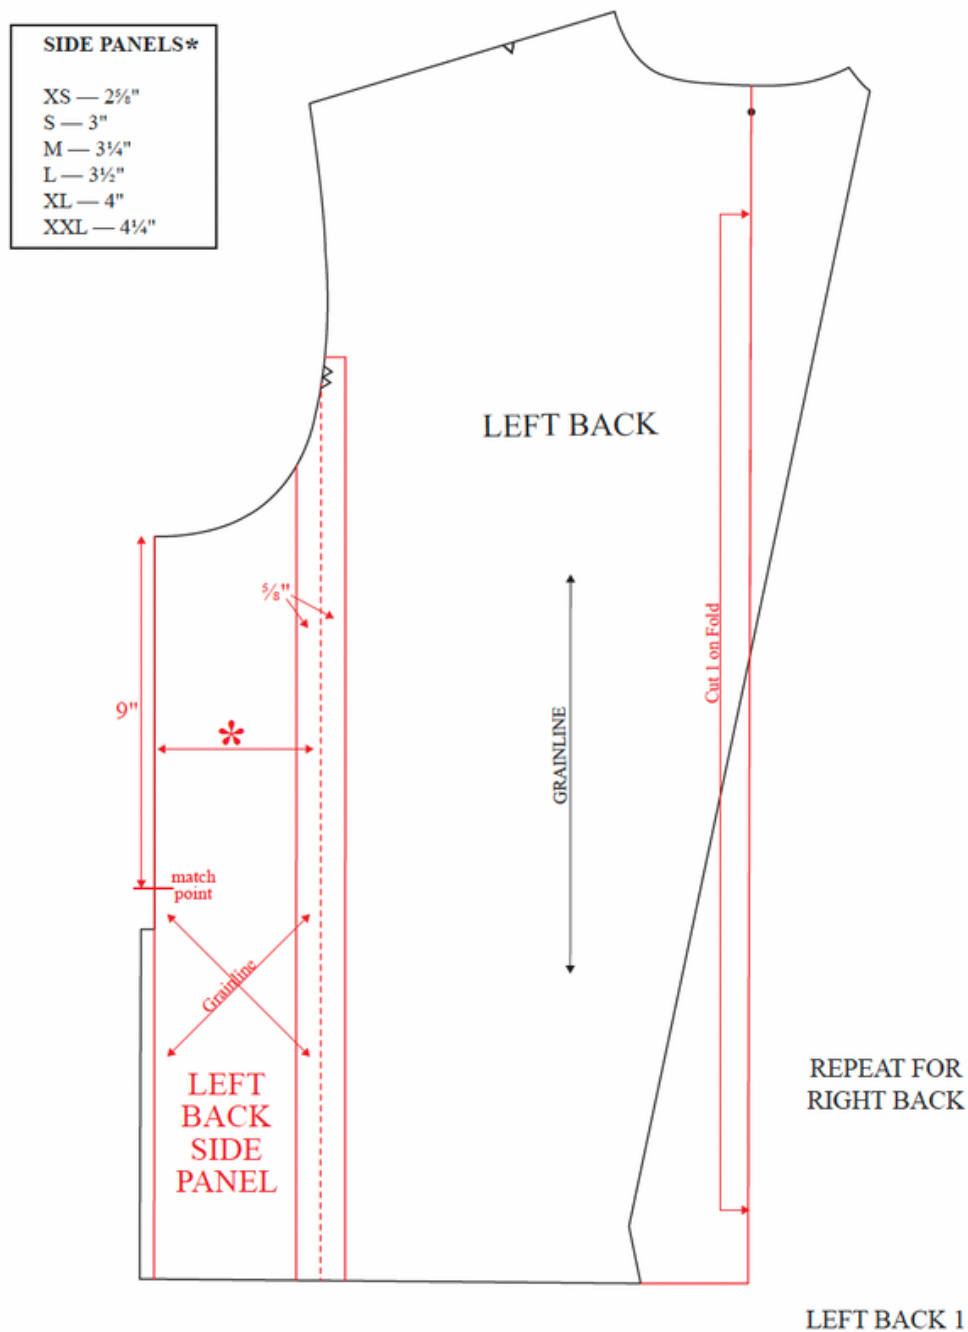 SIDE PANELS*
XS — 2⅝"
S — 3"
M — 3¼"
L — 3½"
XL — 4"
XXL — 4¼"
LEFT BACK
⅝"
Cut 1 on Fold
9"
*
GRAINLINE
match
point
Grainline
LEFT
BACK
SIDE
PANEL
REPEAT FOR
RIGHT BACK
LEFT BACK 1